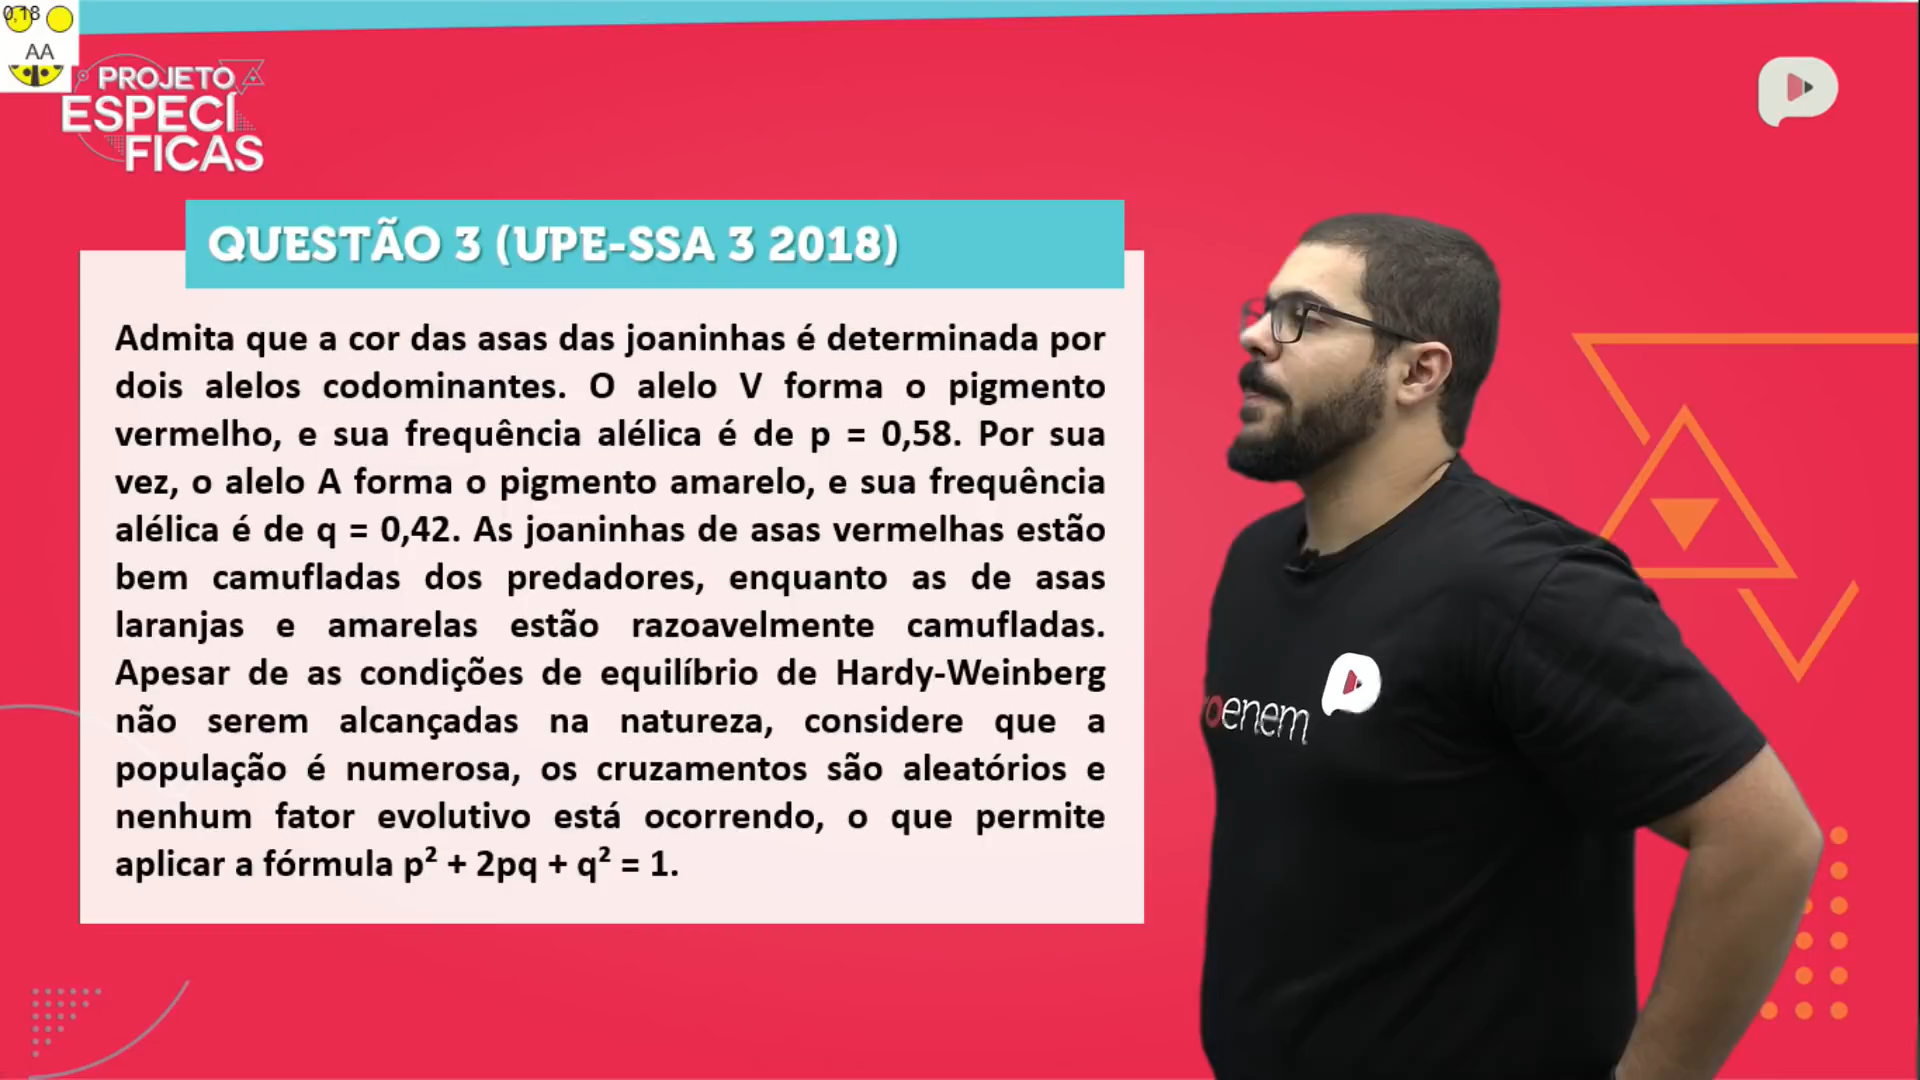 0,18
AA
PROJETO
ESPECÍ
FICAS
QUESTÃO 3 (UPE-SSA 3 2018)
Admita que a cor das asas das joaninhas é determinada por
dois alelos codominantes. O alelo V forma o pigmento
vermelho, e sua frequência alélica é de p = 0,58. Por sua
vez, o alelo A forma o pigmento amarelo, e sua frequência
alélica é de q = 0,42. As joaninhas de asas vermelhas estão
bem camufladas dos predadores, enquanto as de asas
laranjas e amarelas estão razoavelmente camufladas.
Apesar de as condições de equilíbrio de Hardy-Weinberg
não serem alcançadas na natureza, considere que a
população é numerosa, os cruzamentos são aleatórios e
nenhum fator evolutivo está ocorrendo, o que permite
aplicar a fórmula p² + 2pq + q² = 1.
roenem